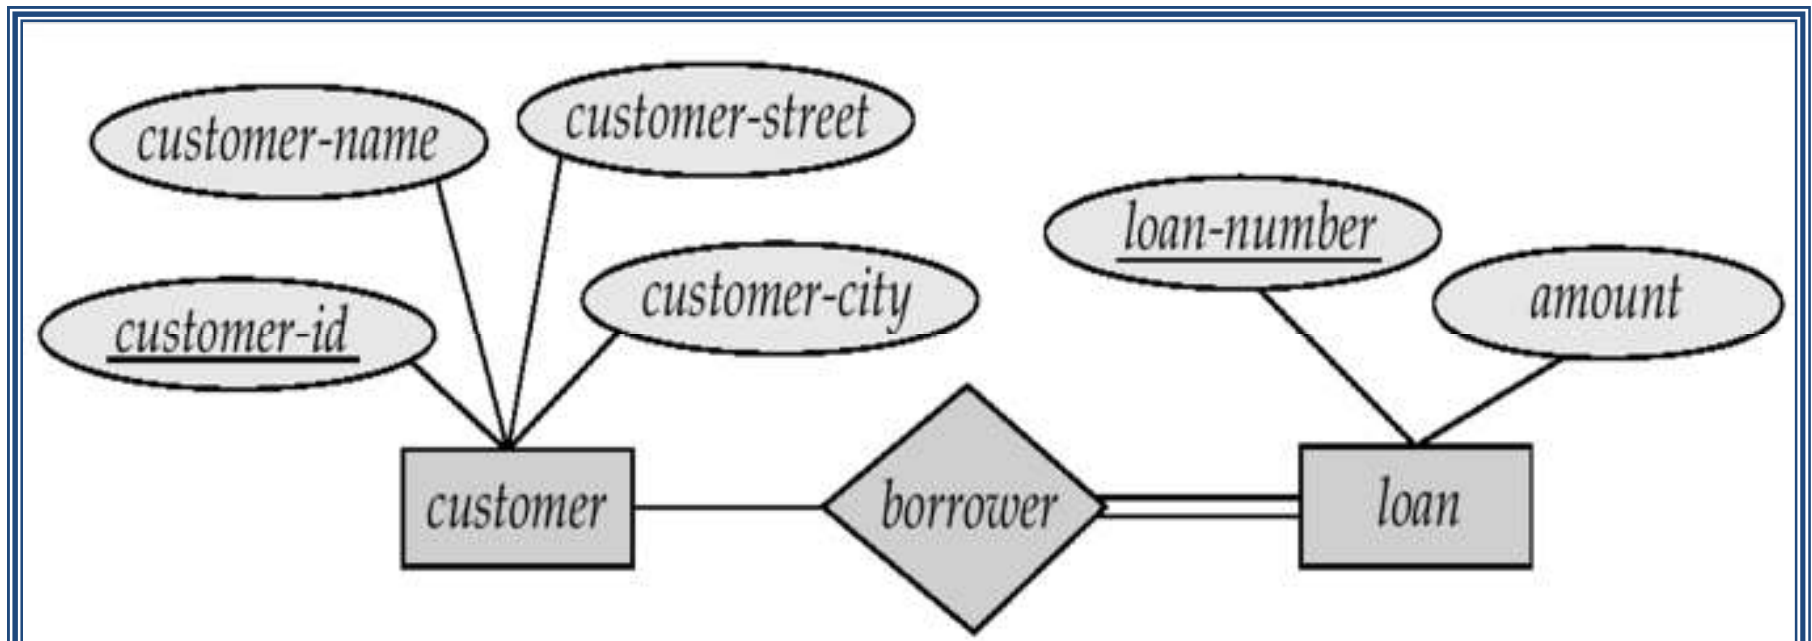 customer-name
customer-street
loan-number
customer-id
customer-city
amount
customer
borrower
loan